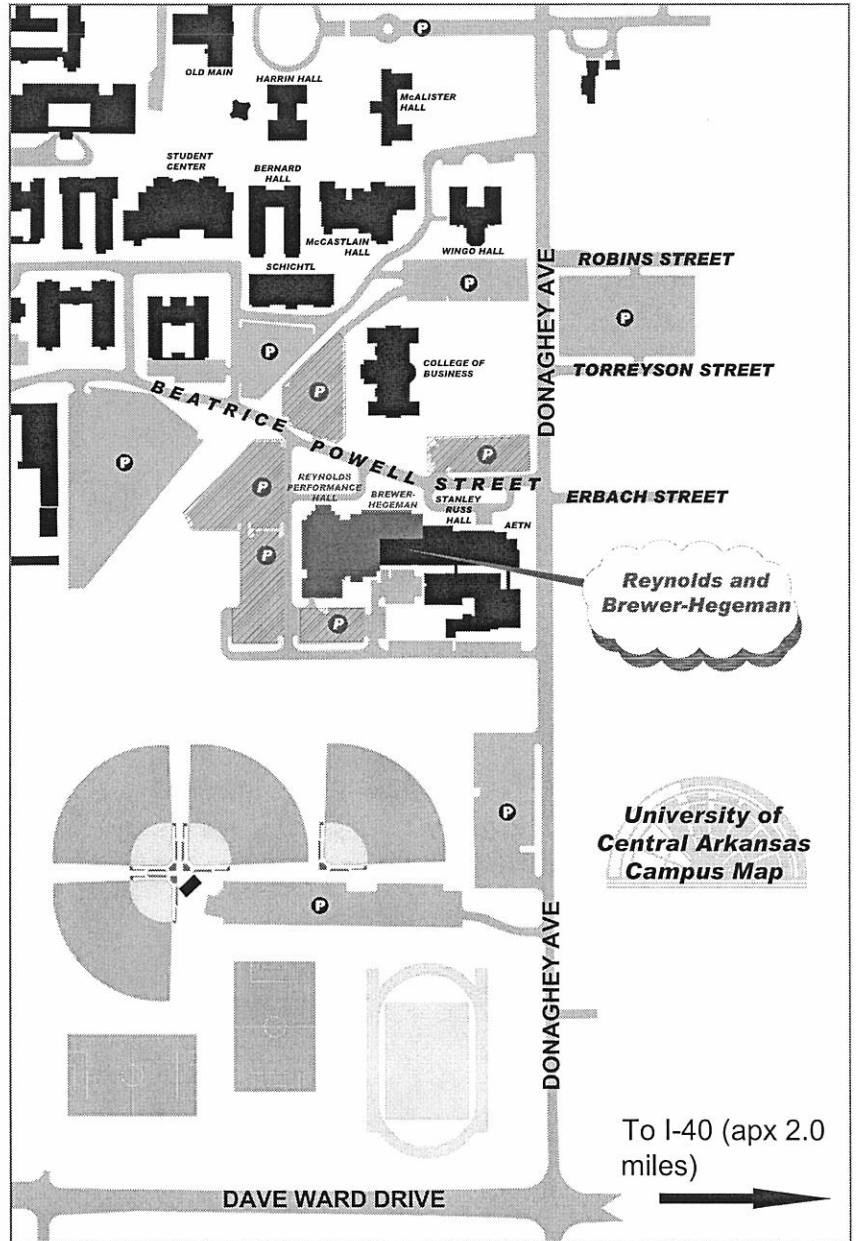 P
OLD MAIN
HARRIN HALL
McALISTER
HALL
STUDENT
CENTER
BERNARD
HALL
McCASTLAIN
HALL
WINGO HALL
SCHICHTL
P
DONAGHEY AVE
ROBINS STREET
P
TORREYSON STREET
P
P
COLLEGE OF
BUSINESS
BEATRICE POWELL STREET
P
P
P
ERBACH STREET
REYNOLDS
PERFORMANCE
HALL
BREWER-
HEGEMAN
STANLEY
RUSS
HALL
AETN
P
P
Reynolds and
Brewer-Hegeman
P
University of
Central Arkansas
Campus Map
P
DONAGHEY AVE
To I-40 (apx 2.0
miles)
DAVE WARD DRIVE